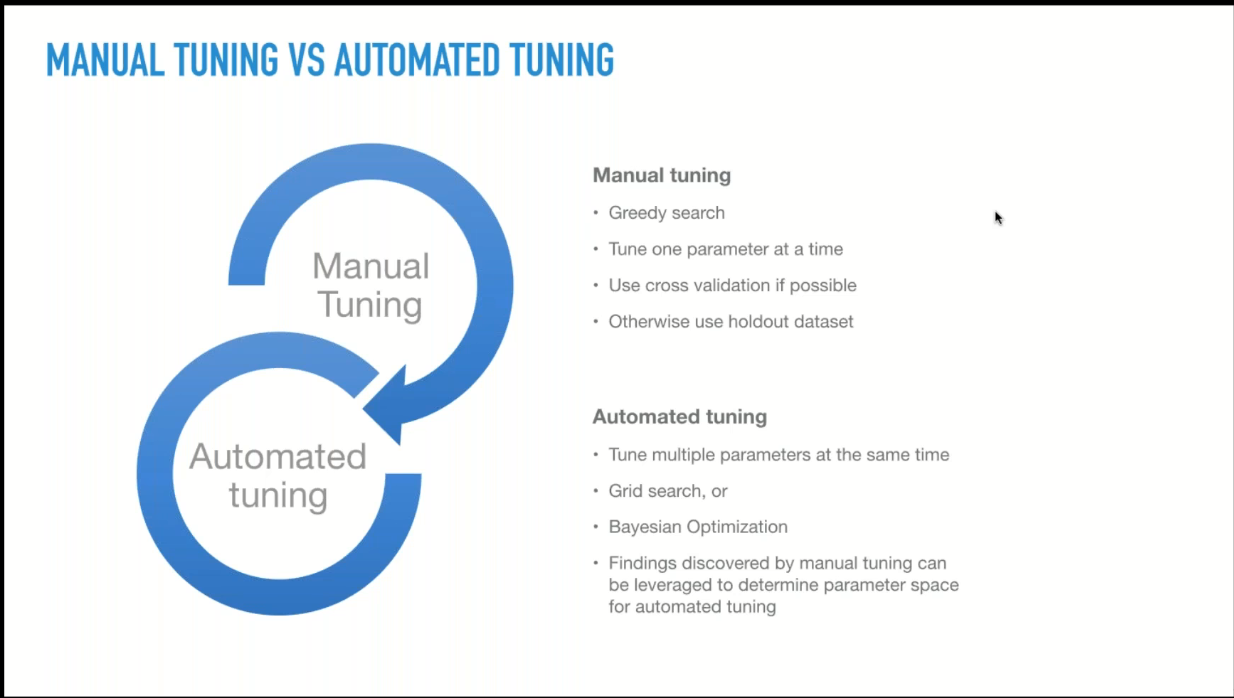 MANUAL TUNING VS AUTOMATED TUNING
Manual
Tuning
Automated
tuning
Manual tuning
• Greedy search
• Tune one parameter at a time
• Use cross validation if possible
• Otherwise use holdout dataset
Automated tuning
• Tune multiple parameters at the same time
• Grid search, or
• Bayesian Optimization
• Findings discovered by manual tuning can
be leveraged to determine parameter space
for automated tuning